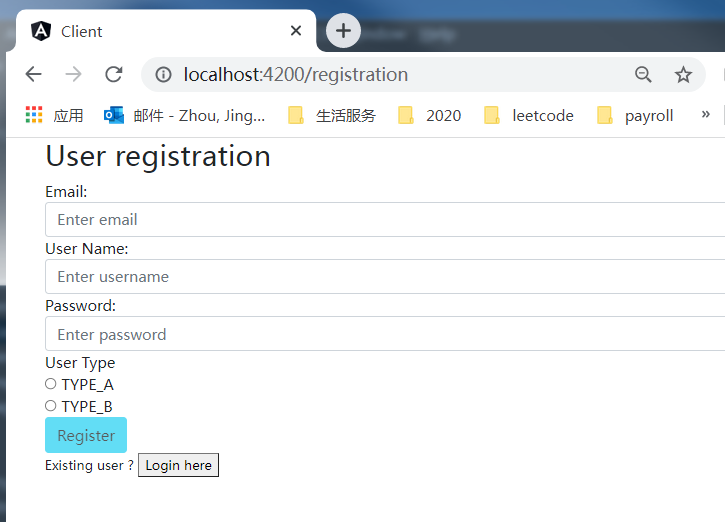 Client
localhost:4200/registration
应用 邮件 - Zhou, Jing... 生活服务 2020 leetcode payroll »
User registration
Email:
Enter email
User Name:
Enter username
Password:
Enter password
User Type
TYPE_A
TYPE_B
Register
Existing user ? Login here